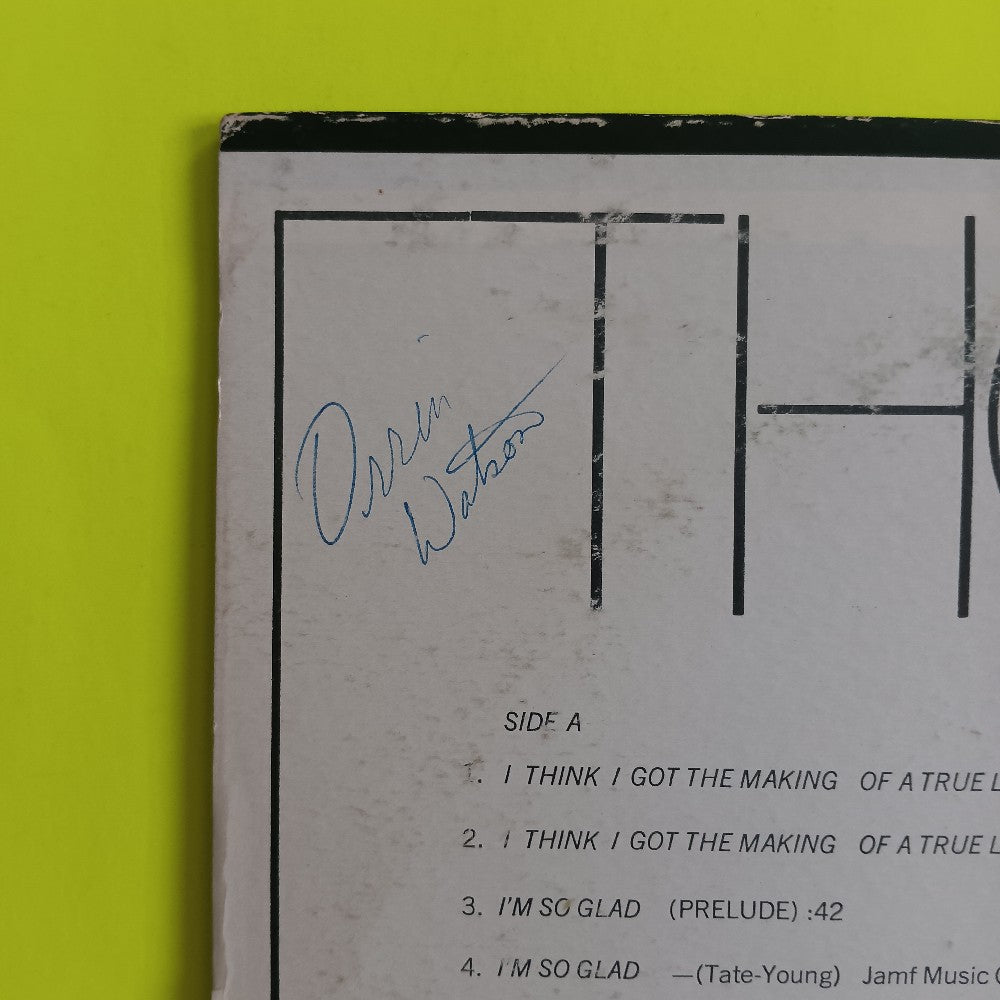 TH
Orrin
Watson
SIDE A
1. I THINK I GOT THE MAKING OF A TRUE L
2. I THINK I GOT THE MAKING OF A TRUE L
3. I'M SO GLAD (PRELUDE) :42
4. I'M SO GLAD —(Tate-Young) Jamf Music